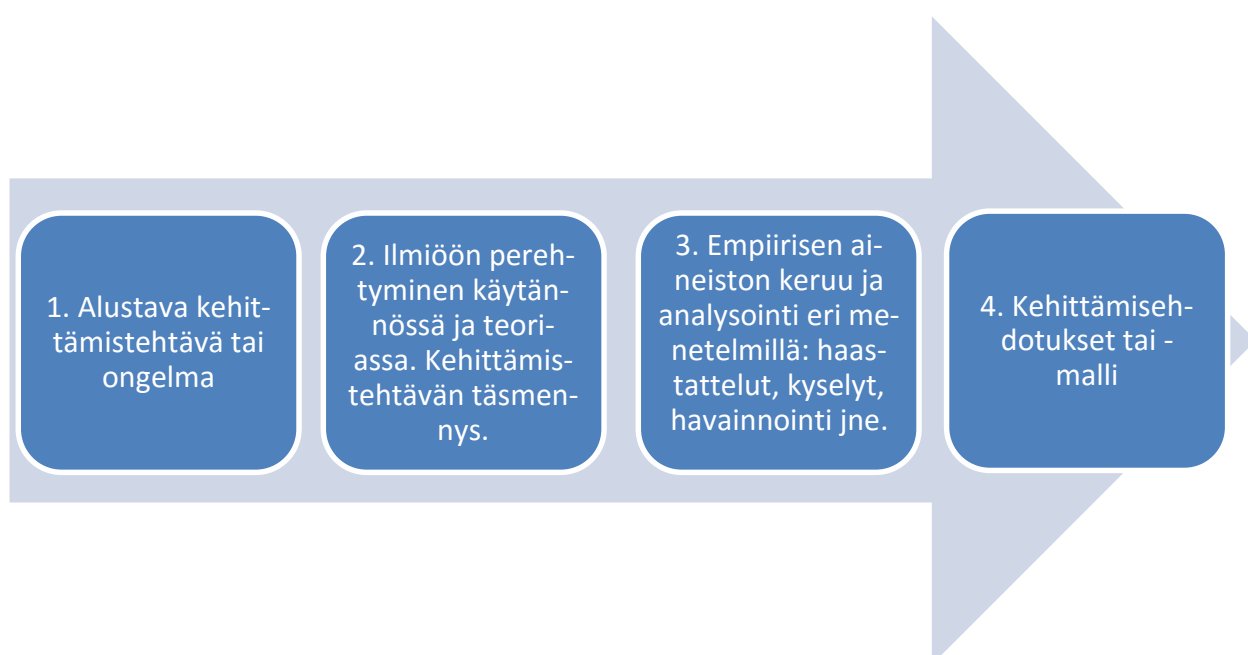 1. Alustava kehit-
tämistehtävä tai
ongelma
2. Ilmiöön pereh-
tyminen käytän-
nössä ja teori-
assa. Kehittämis-
tehtävän täsmen-
nys.
3. Empiirisen ai-
neiston keruu ja
analysointi eri me-
netelmillä: haas-
tattelut, kyselyt,
havainnointi jne.
4. Kehittämiseh-
dotukset tai -
malli